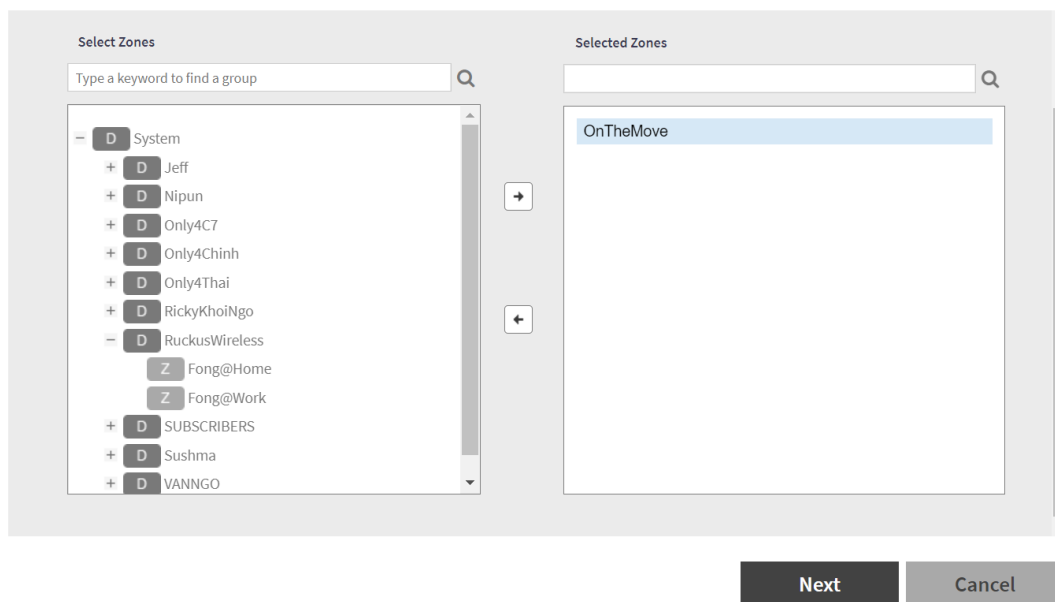 Select Zones
Selected Zones
Type a keyword to find a group
OnTheMove
D System
D Jeff
D Nipun
D Only4C7
D Only4Chinh
D Only4Thai
D RickyKhoiNgo
D RuckusWireless
Z Fong@Home
Z Fong@Work
D SUBSCRIBERS
D Sushma
D VANNGO
Next
Cancel